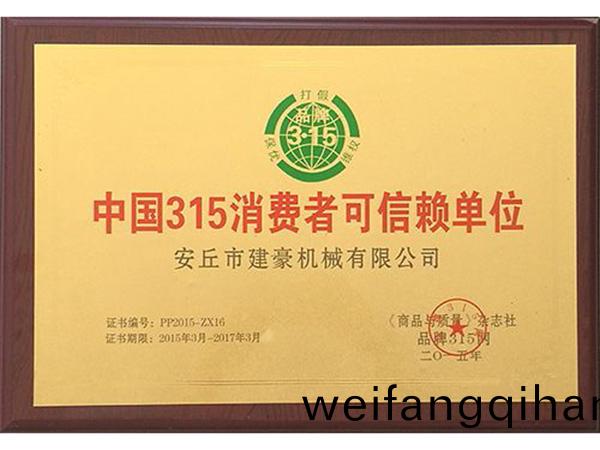 打假
品牌
3·15
保优
维权
中国315消费者可信赖单位
安丘市建豪机械有限公司
证书编号：PP2015-ZX16
证书期限：2015年3月-2017年3月
《商品与质量》杂志社
品牌315网
二〇一五年
weifangqihan